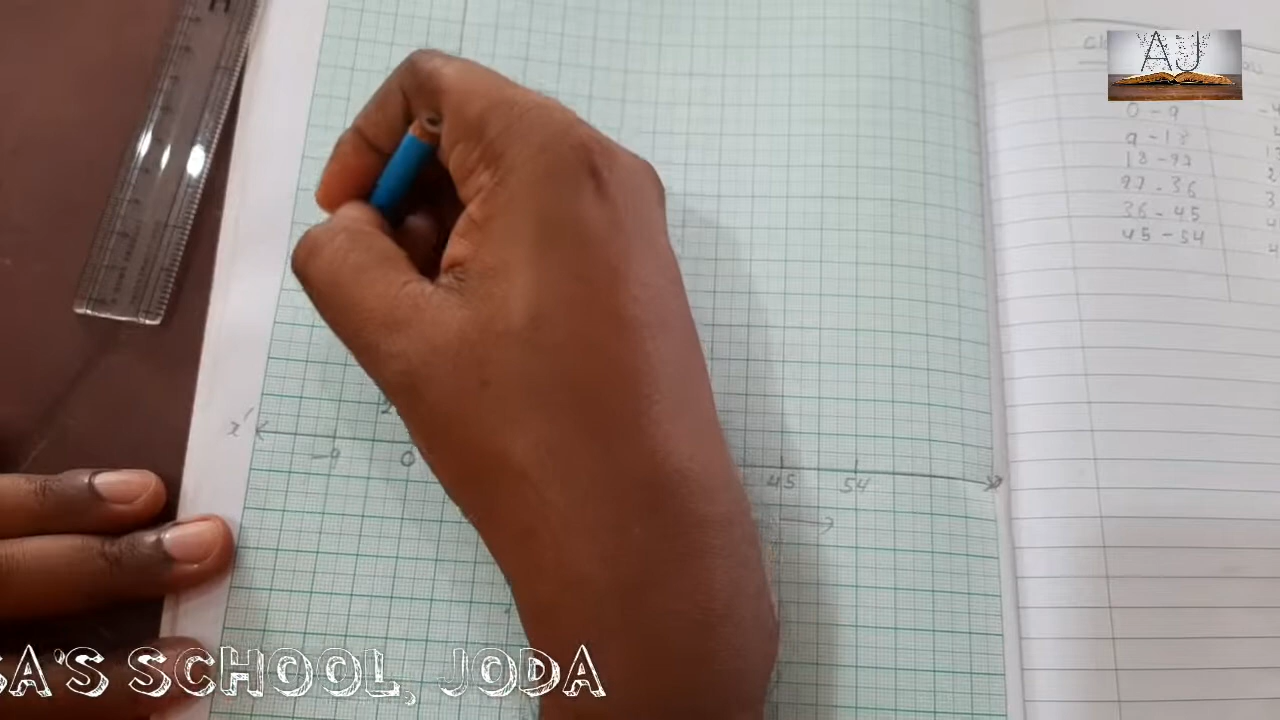 AJ
0 - 9
9 - 18
18 - 27
27 - 36
36 - 45
45 - 54
2
x'
-9 0 45 54
SA'S SCHOOL, JODA